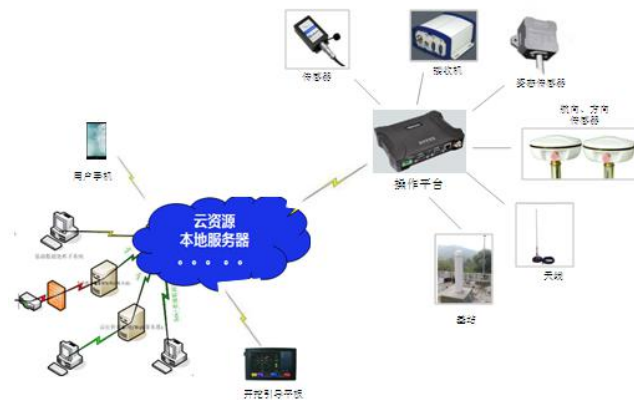 传感器
接收机
姿态传感器
航向、方向
传感器
操作平台
用户手机
云资源
本地服务器
天线
基站
开挖引导平板